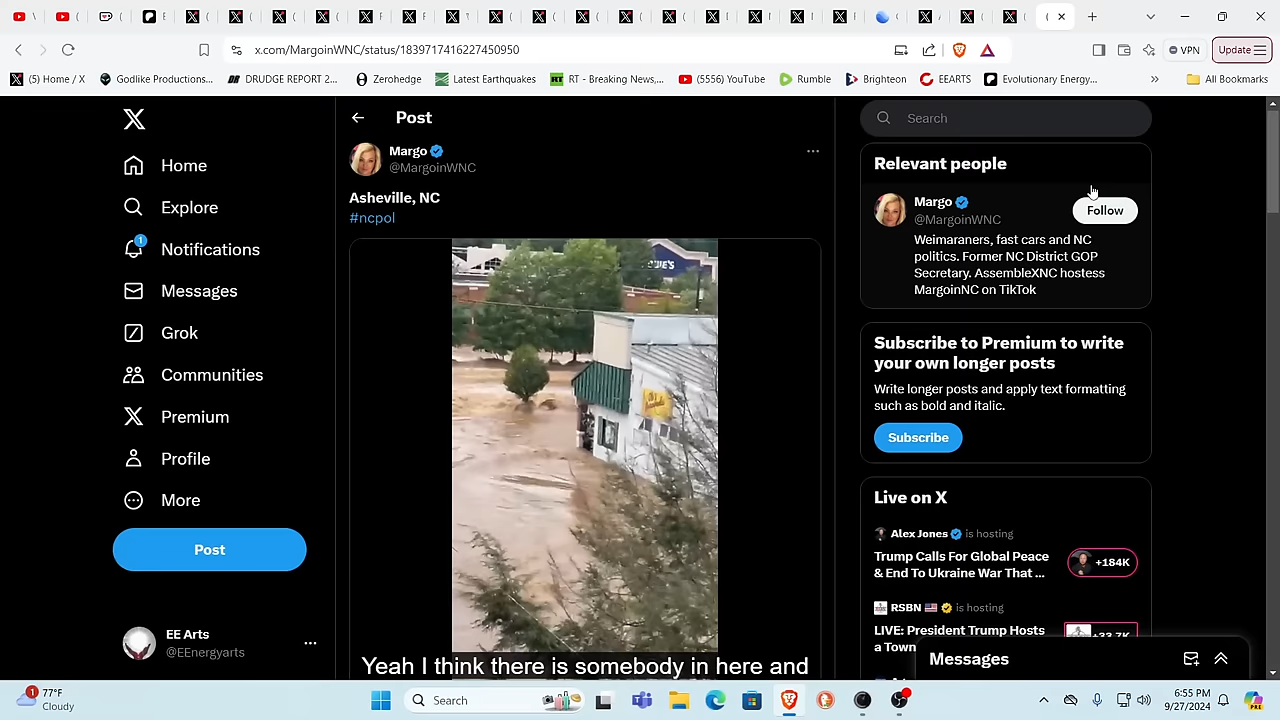 x.com/MargoinWNC/status/1839717416227450950
VPN
Update
(5) Home / X
Godlike Productions...
DRUDGE REPORT 2...
Zerohedge
Latest Earthquakes
RT - Breaking News,...
(5556) YouTube
Rumble
Brighteon
EEARTS
Evolutionary Energy...
All Bookmarks
Home
Explore
1
Notifications
Messages
Grok
Communities
Premium
Profile
More
Post
EE Arts
@EEnergyarts
Post
Margo
@MargoinWNC
Asheville, NC
#ncpol
Yeah I think there is somebody in here and
Search
Relevant people
Margo
@MargoinWNC
Follow
Weimaraners, fast cars and NC
politics. Former NC District GOP
Secretary. AssembleXNC hostess
MargoinNC on TikTok
Subscribe to Premium to write
your own longer posts
Write longer posts and apply text formatting
such as bold and italic.
Subscribe
Live on X
Alex Jones is hosting
Trump Calls For Global Peace
& End To Ukraine War That ...
+184K
RSBN is hosting
LIVE: President Trump Hosts
a Town
+33.7K
Messages
1
77°F
Cloudy
Search
6:55 PM
9/27/2024